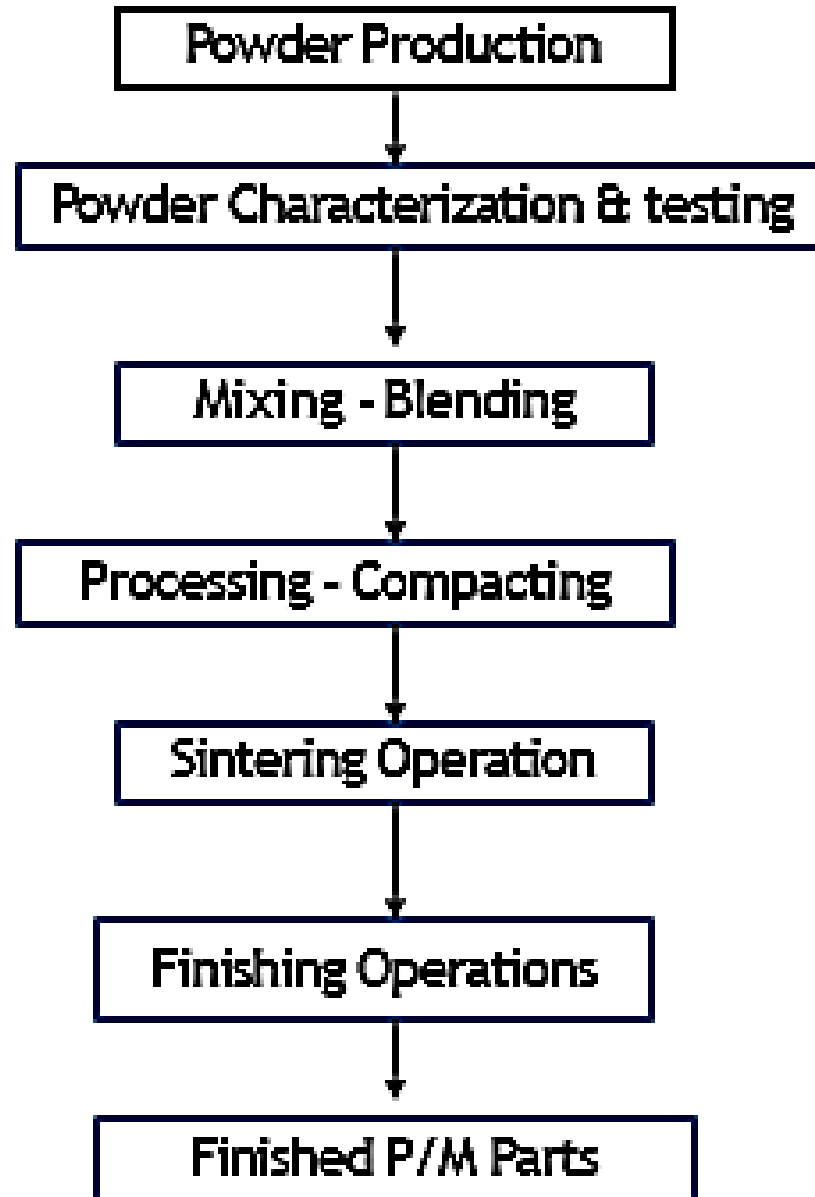 Powder Production
Powder Characterization & testing
Mixing - Blending
Processing - Compacting
Sintering Operation
Finishing Operations
Finished P/M Parts